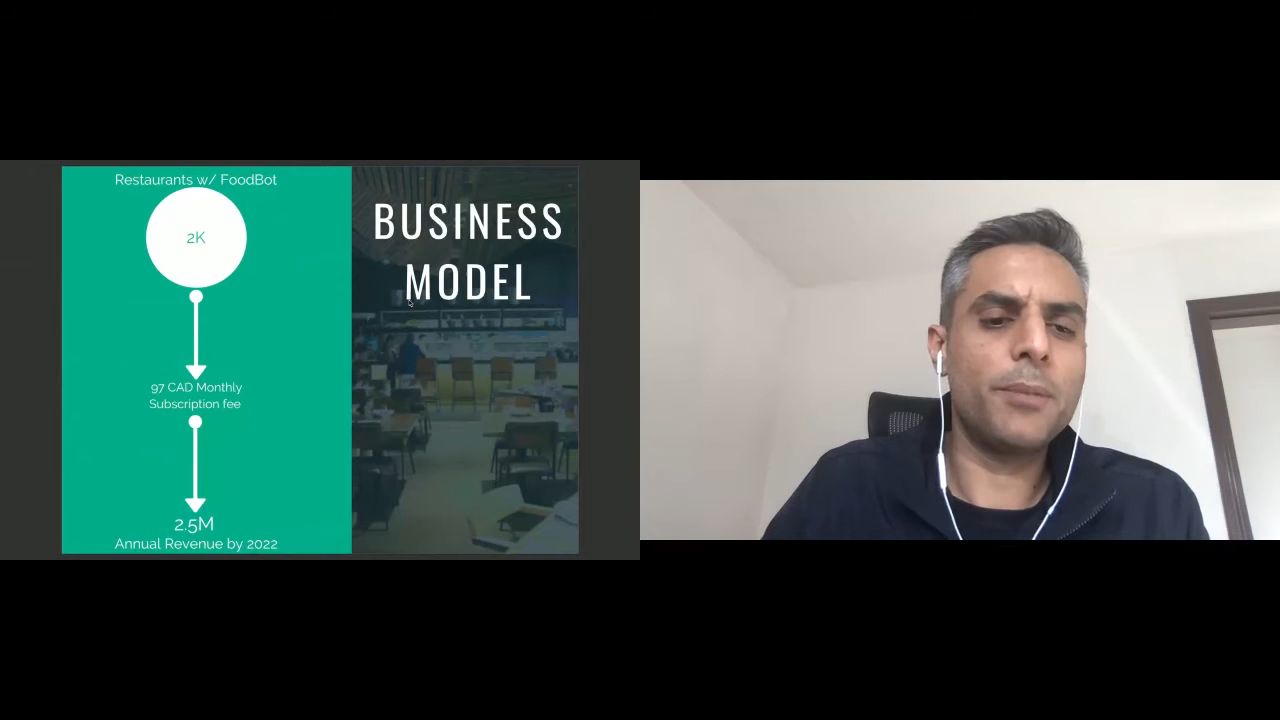 Restaurants w/ FoodBot
2K
97 CAD Monthly
Subscription fee
2.5M
Annual Revenue by 2022
BUSINESS
MODEL